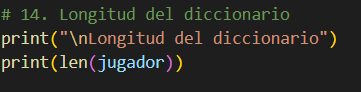 # 14. Longitud del diccionario
print("\nLongitud del diccionario")
print(len(jugador))